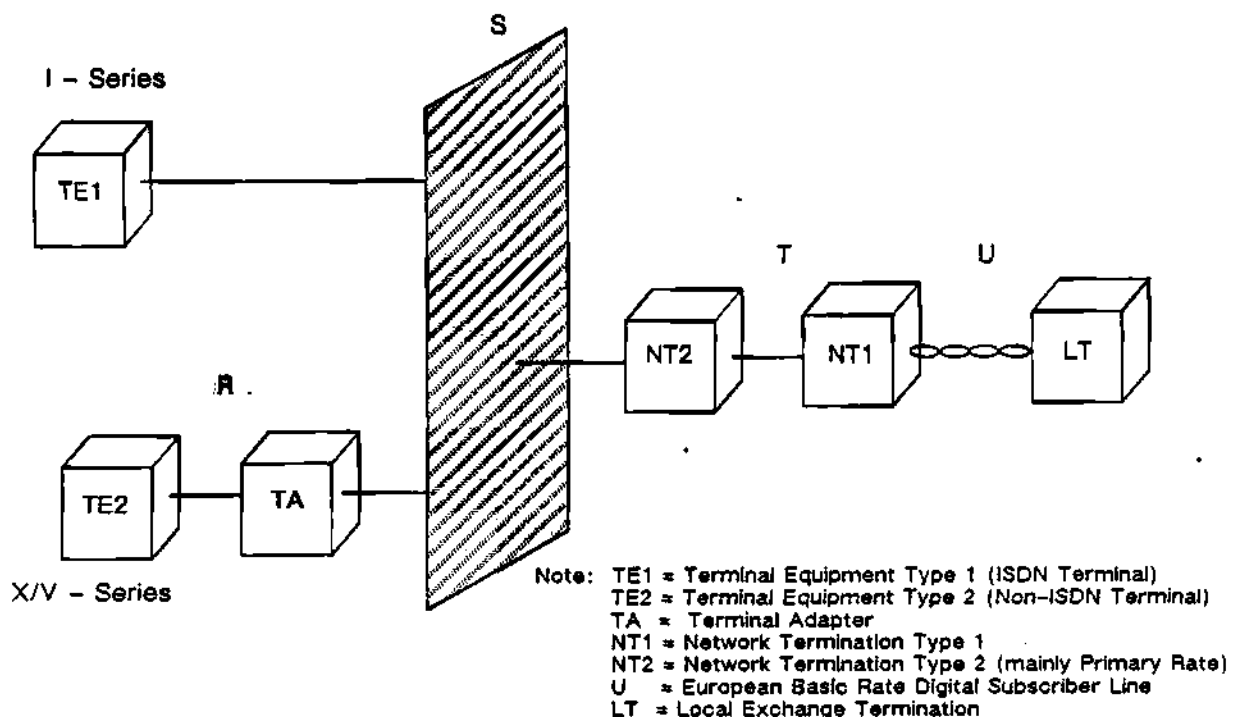 S
I – Series
TE1
T U
NT2 NT1 LT
R
TE2 TA
X/V – Series
Note: TE1 = Terminal Equipment Type 1 (ISDN Terminal)
TE2 = Terminal Equipment Type 2 (Non–ISDN Terminal)
TA = Terminal Adapter
NT1 = Network Termination Type 1
NT2 = Network Termination Type 2 (mainly Primary Rate)
U = European Basic Rate Digital Subscriber Line
LT = Local Exchange Termination